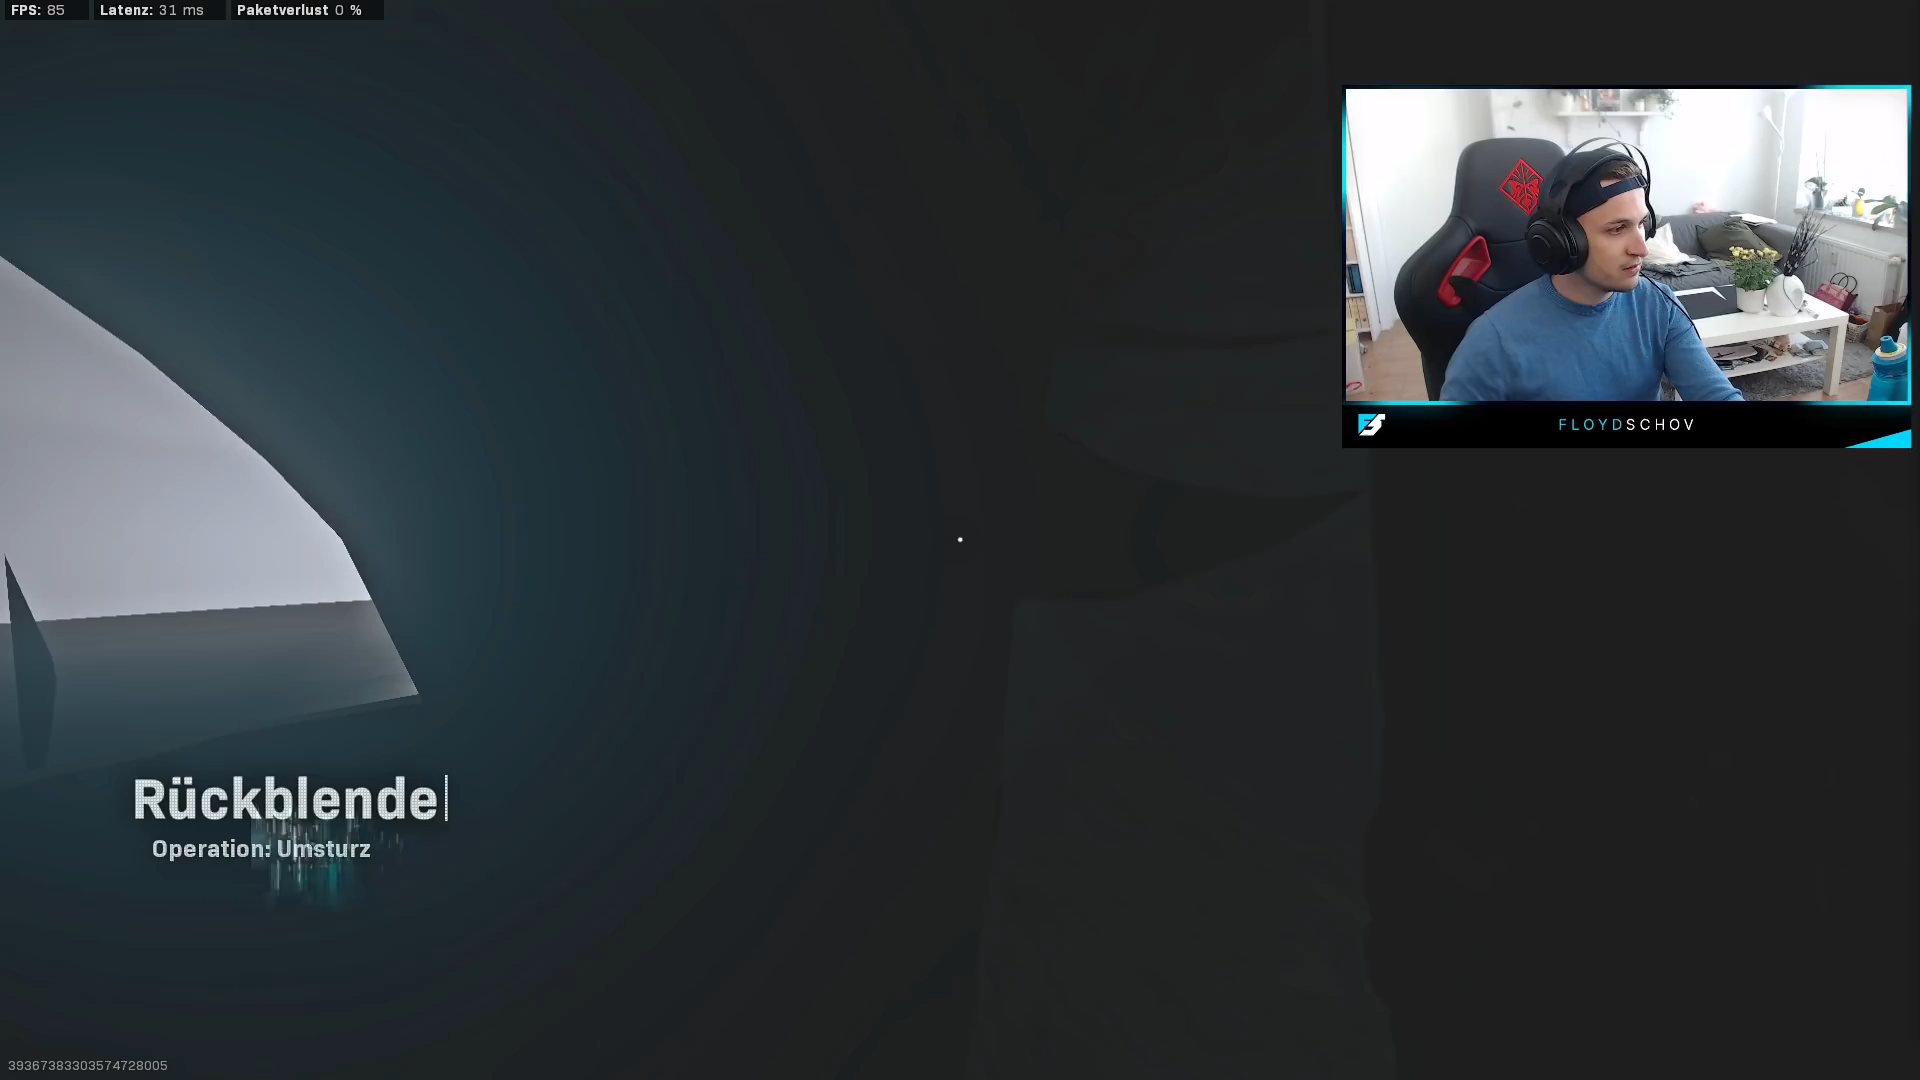 FPS: 85 Latenz: 31 ms Paketverlust 0 %
FLOYDSCHOV
Rückblende
Operation: Umsturz
39367383303574728005